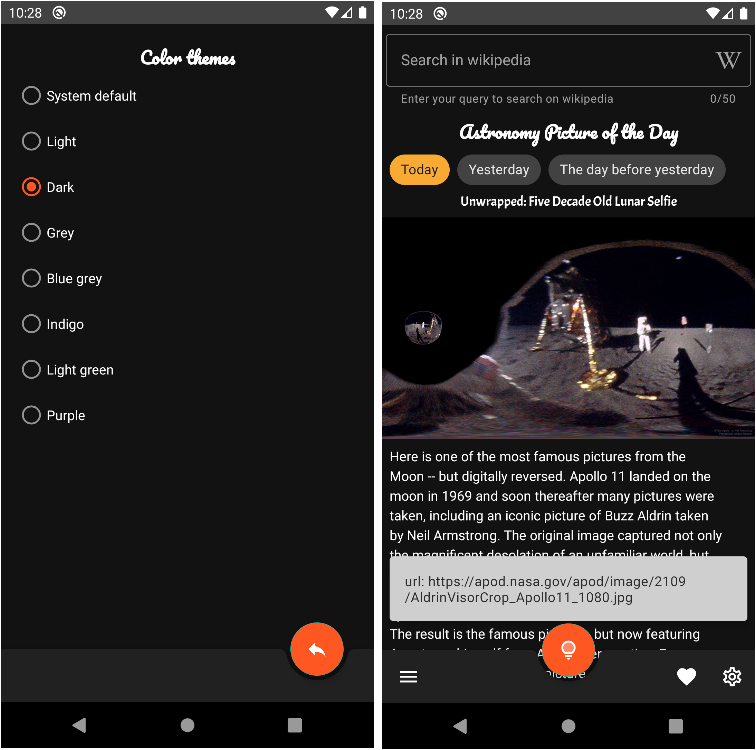 10:28
Color themes
System default
Light
Dark
Grey
Blue grey
Indigo
Light green
Purple
10:28
Search in wikipedia
W
Enter your query to search on wikipedia 0/50
Astronomy Picture of the Day
Today Yesterday The day before yesterday
Unwrapped: Five Decade Old Lunar Selfie
Here is one of the most famous pictures from the
Moon -- but digitally reversed. Apollo 11 landed on the
moon in 1969 and soon thereafter many pictures were
taken, including an iconic picture of Buzz Aldrin taken
by Neil Armstrong. The original image captured not only
the magnificent desolation of an unfamiliar world, but
url: https://apod.nasa.gov/apod/image/2109
/AldrinVisorCrop_Apollo11_1080.jpg
The result is the famous but now featuring
picture